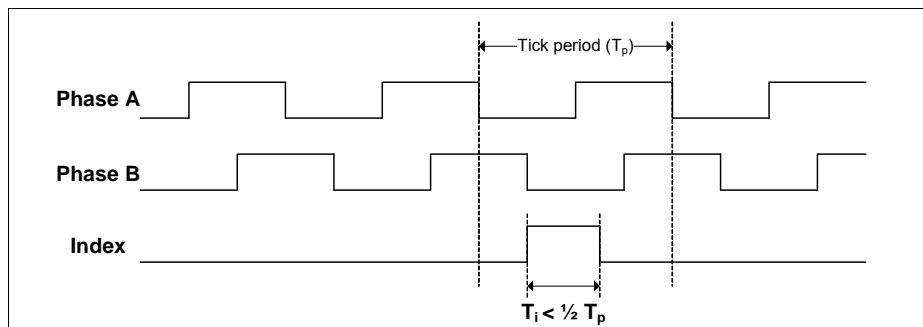 Tick period (Tp)
Phase A
Phase B
Index
Ti < ½ Tp